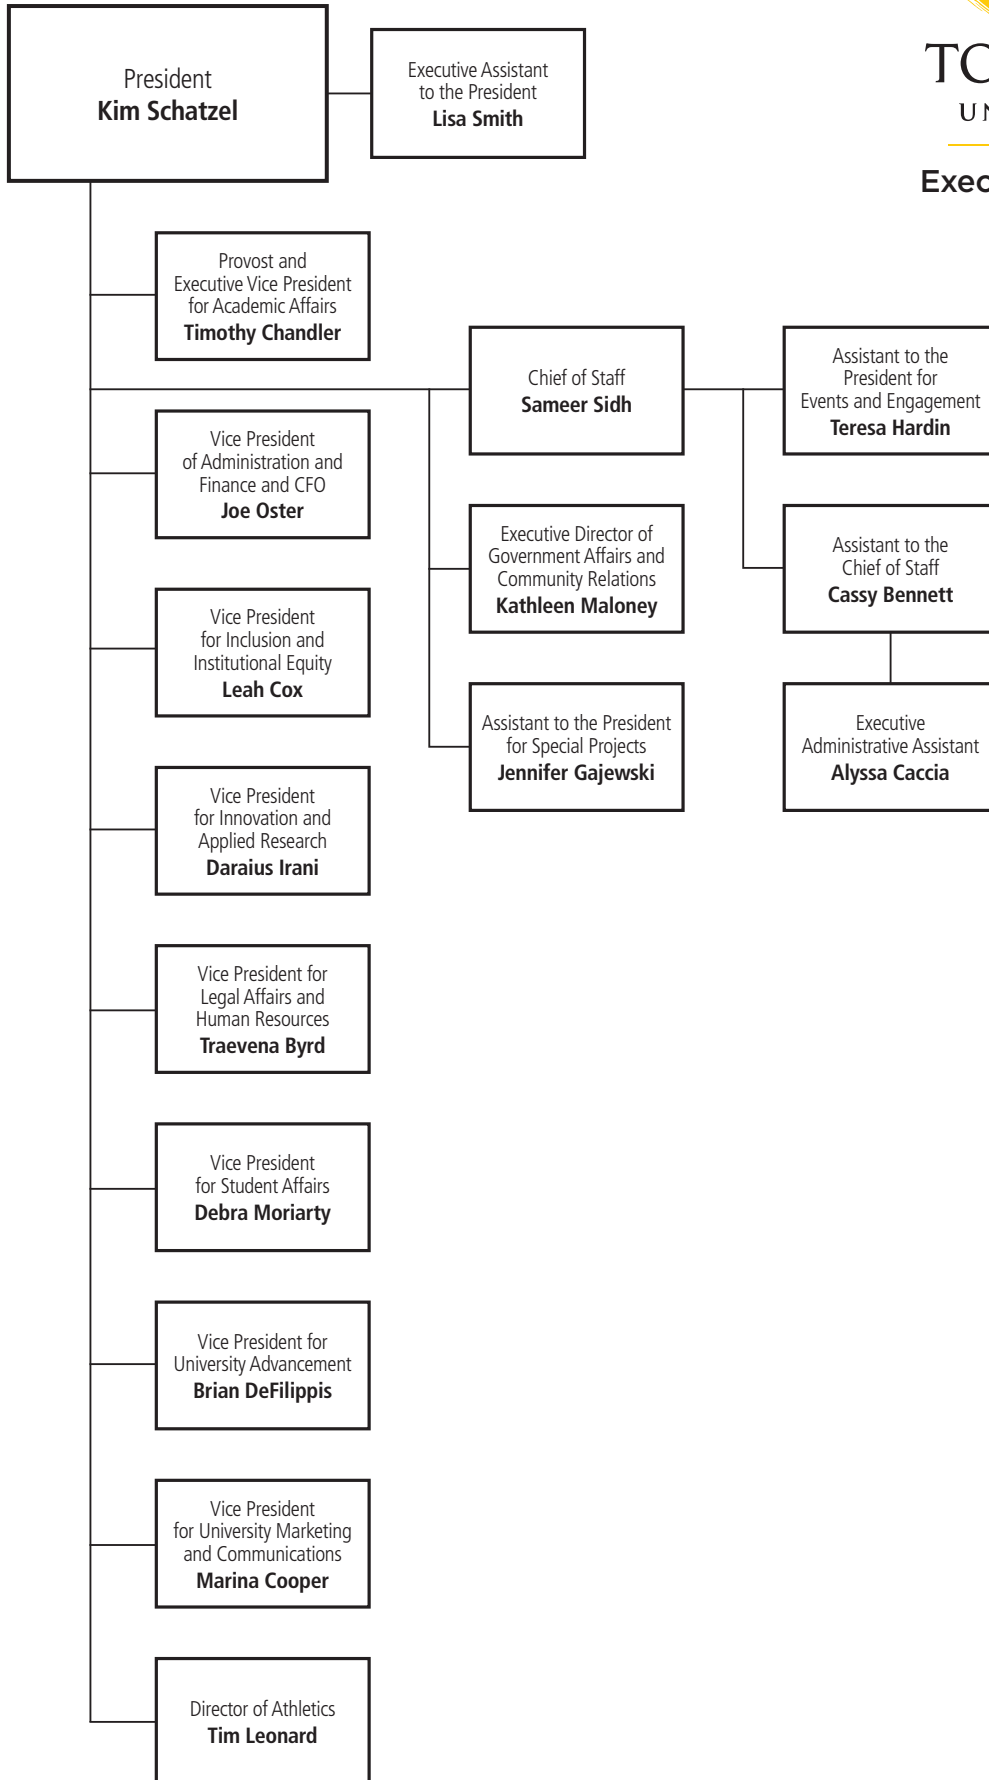 President
Kim Schatzel
Executive Assistant
to the President
Lisa Smith
Provost and
Executive Vice President
for Academic Affairs
Timothy Chandler
Chief of Staff
Sameer Sidh
Assistant to the
President for
Events and Engagement
Teresa Hardin
Vice President
of Administration and
Finance and CFO
Joe Oster
Executive Director of
Government Affairs and
Community Relations
Kathleen Maloney
Assistant to the
Chief of Staff
Cassy Bennett
Vice President
for Inclusion and
Institutional Equity
Leah Cox
Assistant to the President
for Special Projects
Jennifer Gajewski
Executive
Administrative Assistant
Alyssa Caccia
Vice President
for Innovation and
Applied Research
Daraius Irani
Vice President for
Legal Affairs and
Human Resources
Traevena Byrd
Vice President
for Student Affairs
Debra Moriarty
Vice President for
University Advancement
Brian DeFilippis
Vice President
for University Marketing
and Communications
Marina Cooper
Director of Athletics
Tim Leonard